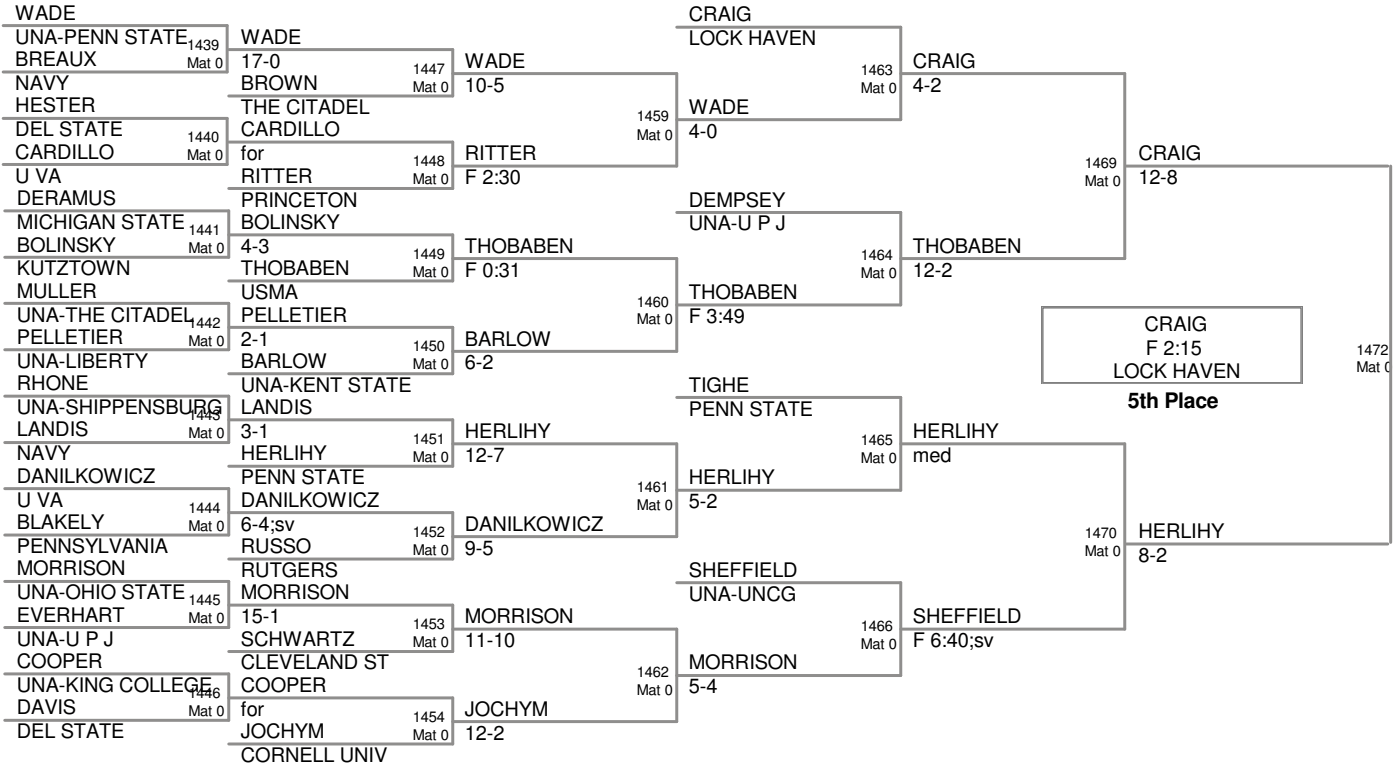 WADE
UNA-PENN STATE
1439
BREAUX
Mat 0
NAVY
HESTER
DEL STATE
1440
CARDILLO
Mat 0
U VA
DERAMUS
MICHIGAN STATE
1441
BOLINSKY
Mat 0
KUTZTOWN
MULLER
UNA-THE CITADEL
1442
PELLETIER
Mat 0
UNA-LIBERTY
RHONE
UNA-SHIPPENSBURG
1443
LANDIS
Mat 0
NAVY
DANILKOWICZ
U VA
1444
BLAKELY
Mat 0
PENNSYLVANIA
MORRISON
UNA-OHIO STATE
1445
EVERHART
Mat 0
UNA-U P J
COOPER
UNA-KING COLLEGE
1446
DAVIS
Mat 0
DEL STATE
WADE
17-0
1447
BROWN
Mat 0
THE CITADEL
CARDILLO
for
1448
RITTER
Mat 0
PRINCETON
BOLINSKY
4-3
1449
THOBABEN
Mat 0
USMA
PELLETIER
2-1
1450
BARLOW
Mat 0
UNA-KENT STATE
LANDIS
3-1
1451
HERLIHY
Mat 0
PENN STATE
DANILKOWICZ
6-4;sv
1452
RUSSO
Mat 0
RUTGERS
MORRISON
15-1
1453
SCHWARTZ
Mat 0
CLEVELAND ST
COOPER
for
1454
JOCHYM
Mat 0
CORNELL UNIV
WADE
10-5
1459
Mat 0
RITTER
F 2:30
THOBABEN
F 0:31
1460
Mat 0
BARLOW
6-2
HERLIHY
12-7
1461
Mat 0
DANILKOWICZ
9-5
MORRISON
11-10
1462
Mat 0
JOCHYM
12-2
CRAIG
LOCK HAVEN
1463
Mat 0
WADE
4-0
DEMPSEY
UNA-U P J
1464
Mat 0
THOBABEN
F 3:49
TIGHE
PENN STATE
1465
Mat 0
HERLIHY
5-2
SHEFFIELD
UNA-UNCG
1466
Mat 0
MORRISON
5-4
CRAIG
4-2
1469
Mat 0
THOBABEN
12-2
HERLIHY
med
1470
Mat 0
SHEFFIELD
F 6:40;sv
CRAIG
12-8
1472
Mat 0
HERLIHY
8-2
CRAIG
F 2:15
LOCK HAVEN
5th Place